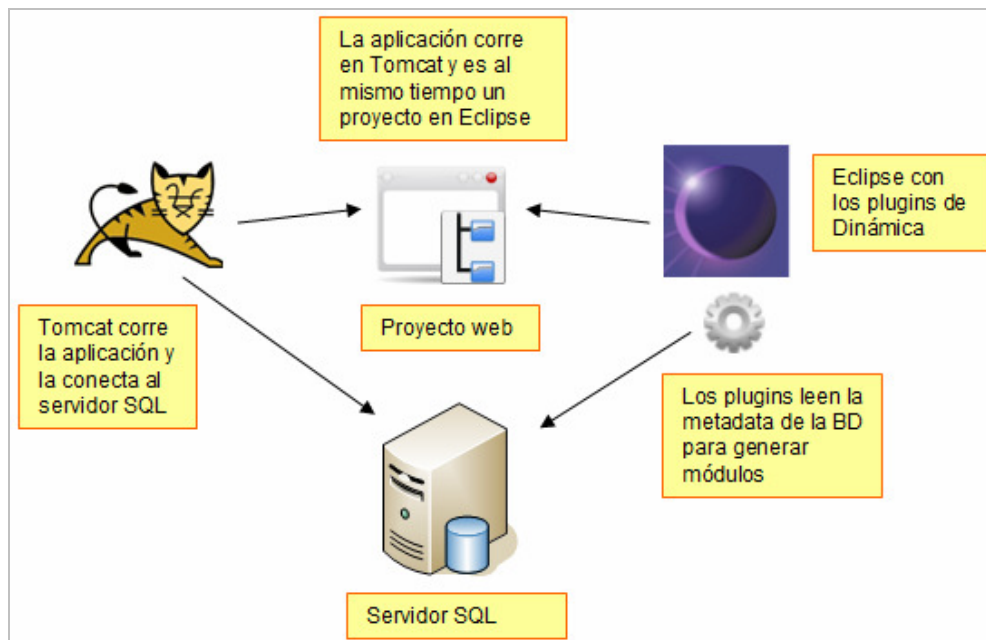 La aplicación corre
en Tomcat y es al
mismo tiempo un
proyecto en Eclipse
Eclipse con
los plugins de
Dinámica
Tomcat corre
la aplicación y
la conecta al
servidor SQL
Proyecto web
Los plugins leen la
metadata de la BD
para generar
módulos
Servidor SQL